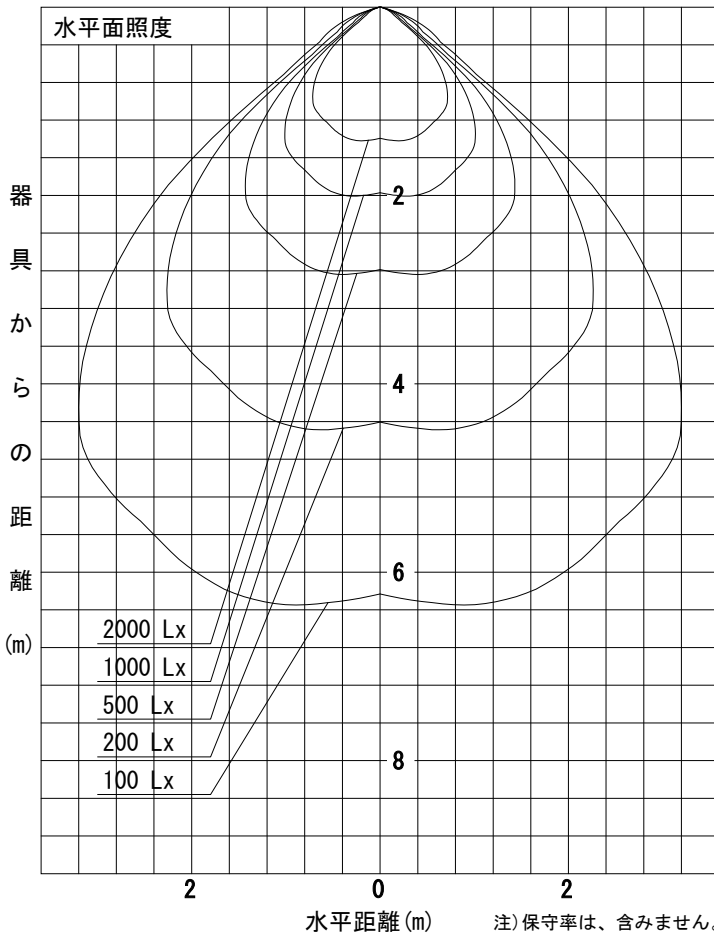 水平面照度
器具からの距離(m)
2
4
6
8
2000 Lx
1000 Lx
500 Lx
200 Lx
100 Lx
2 0 2
水平距離(m)
注)保守率は、含みません。